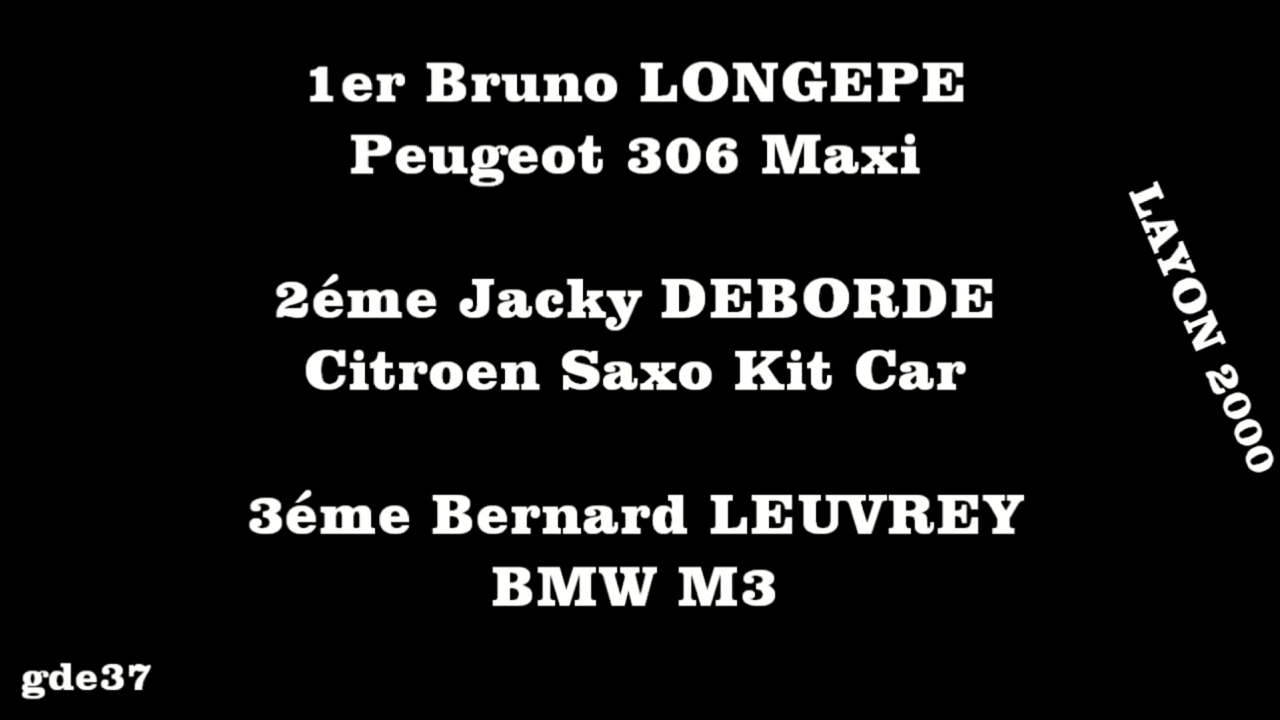 1er Bruno LONGEPE
Peugeot 306 Maxi
2éme Jacky DEBORDE
Citroen Saxo Kit Car
3éme Bernard LEUVREY
BMW M3
LAYON 2000
gde37